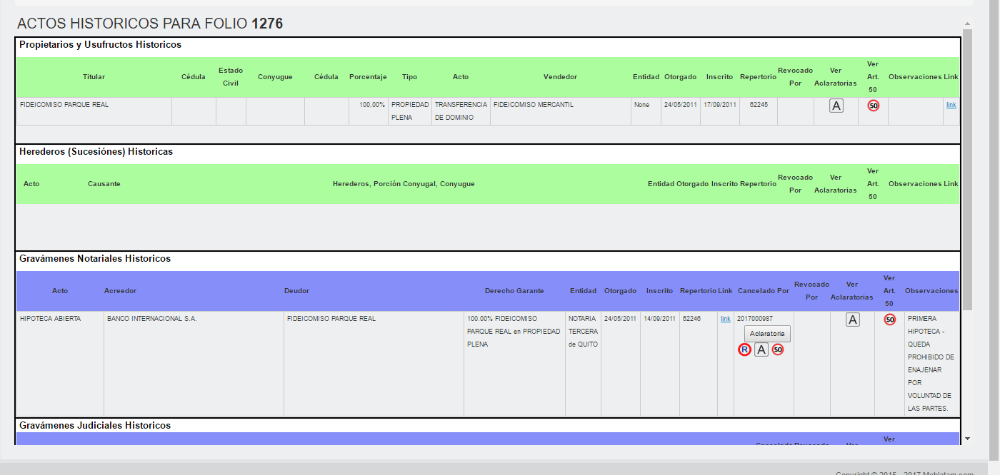 ACTOS HISTORICOS PARA FOLIO 1276
Propietarios y Usufructo Historicos
Titular Cédula Estado Civil Conyugue Cédula Porcentaje Tipo Acto Vendedor Entidad Otorgado Inscrito Repertorio Revocado Por Ver Aclaratorias Ver Art. 50 Observaciones Link
FIDEICOMISO PARQUE REAL 100,00% PROPIEDAD PLENA TRANSFERENCIA DE DOMINIO FIDEICOMISO MERCANTIL None 24/05/2011 17/09/2011 62245 A 50 link
Herederos (Sucesiónes) Historicas
Acto Causante Herederos, Porción Conyugal, Conyugue Entidad Otorgado Inscrito Repertorio Revocado Por Ver Aclaratorias Ver Art. 50 Observaciones Link
Gravámenes Notariales Historicos
Acto Acreedor Deudor Derecho Garante Entidad Otorgado Inscrito Repertorio Link Cancelado Por Revocado Por Ver Aclaratorias Ver Art. 50 Observaciones
HIPOTECA ABIERTA BANCO INTERNACIONAL S.A. FIDEICOMISO PARQUE REAL 100.00% FIDEICOMISO PARQUE REAL en PROPIEDAD PLENA NOTARIA TERCERA de QUITO 24/05/2011 14/09/2011 62246 link 2017000987 Aclaratoria R A 50 A 50 PRIMERA HIPOTECA - QUEDA PROHIBIDO DE ENAJENAR POR VOLUNTAD DE LAS PARTES.
Gravámenes Judiciales Historicos
Ver
Cancelado Revocado Ver
Copyright © 2015 - 2017 Moblatam.com